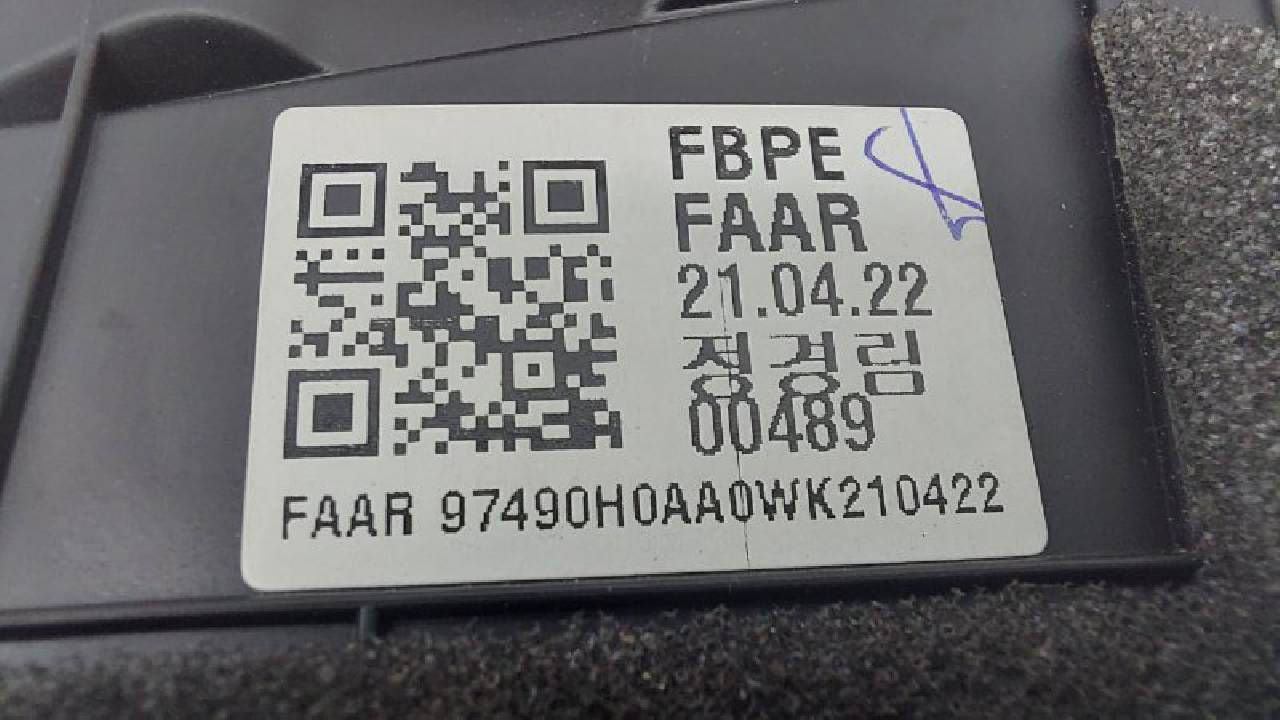 FBPE
FAAR
21.04.22
정경림
00489
FAAR 97490H0AA0WK210422